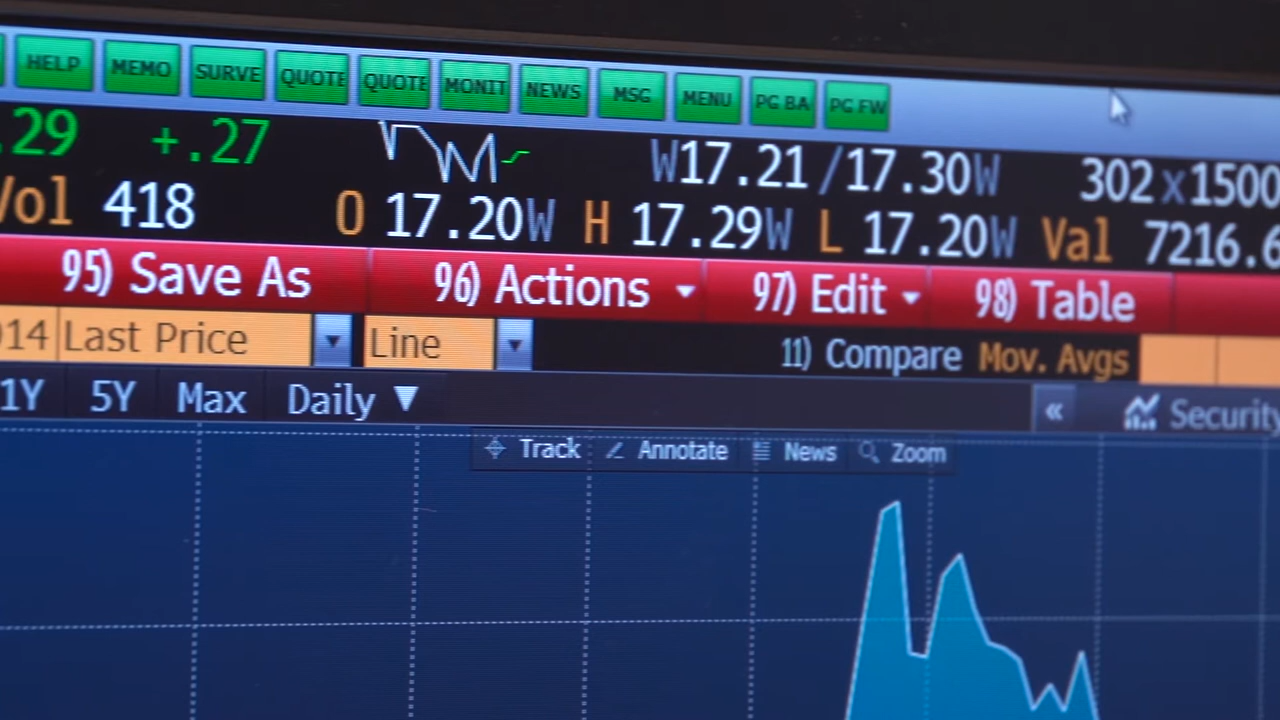 HELP MEMO SURVE QUOTE QUOTE MONIT NEWS MSG MENU PG BA PG FW
.29 +.27 W17.21/17.30W 302x1500
Vol 418 O 17.20W H 17.29W L 17.20W Val 7216.6
95) Save As 96) Actions 97) Edit 98) Table
014 Last Price Line 11) Compare Mov. Avgs
1Y 5Y Max Daily « Security
Track Annotate News Zoom